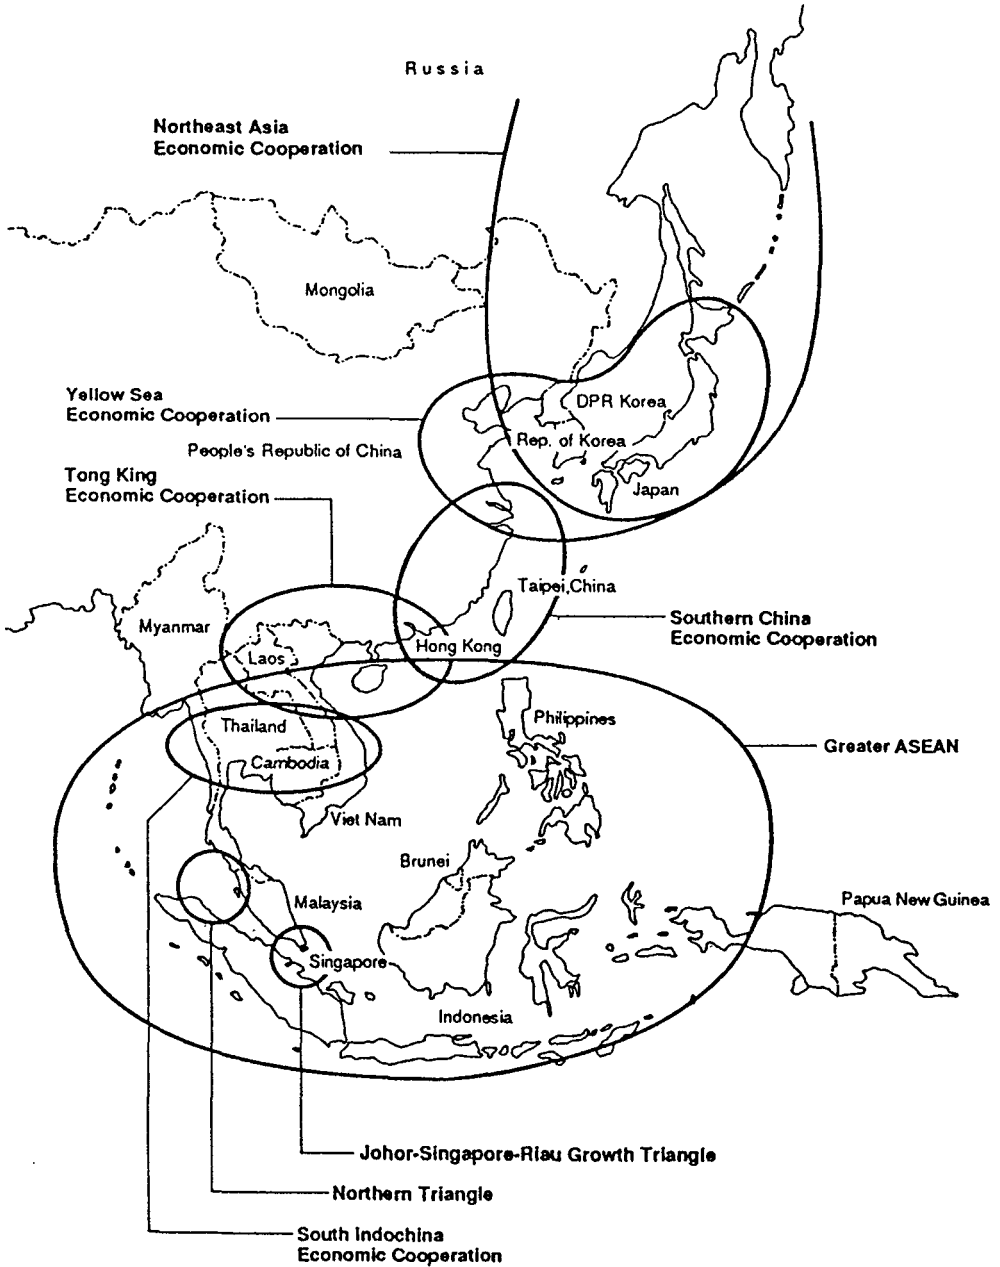 Russia
Northeast Asia
Economic Cooperation
Mongolia
Yellow Sea
Economic Cooperation
DPR Korea
Rep. of Korea
People's Republic of China
Tong King
Economic Cooperation
Japan
Taipei,China
Southern China
Economic Cooperation
Myanmar
Hong Kong
Laos
Thailand
Philippines
Greater ASEAN
Cambodia
Viet Nam
Brunei
Malaysia
Papua New Guinea
Singapore
Indonesia
Johor-Singapore-Riau Growth Triangle
Northern Triangle
South Indochina
Economic Cooperation